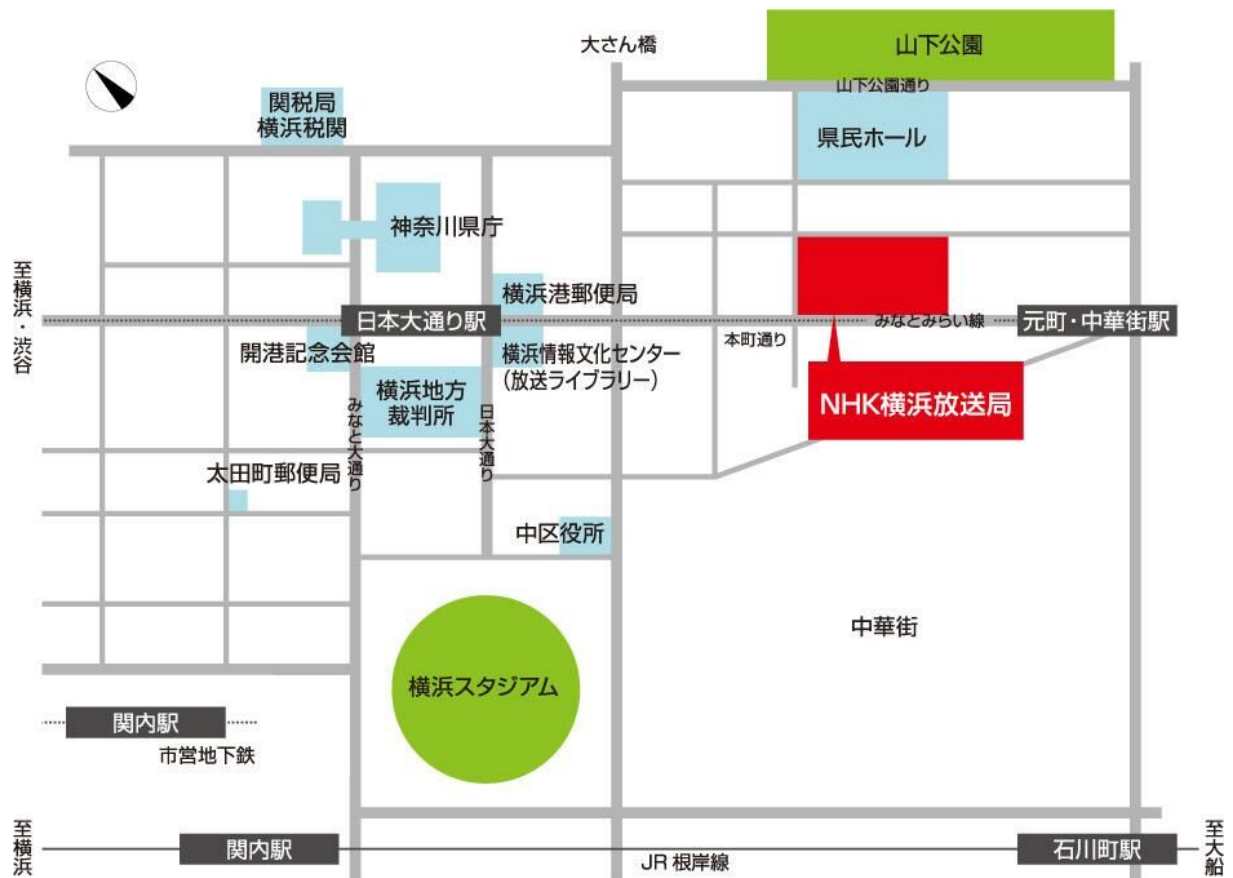 大さん橋
山下公園
山下公園通り
関税局
横浜税関
県民ホール
神奈川県庁
至横浜・渋谷
横浜港郵便局
日本大通り駅
みなとみらい線
元町・中華街駅
本町通り
開港記念会館
横浜情報文化センター
(放送ライブラリー)
横浜地方
裁判所
NHK横浜放送局
みなと大通り
日本大通り
太田町郵便局
中区役所
中華街
横浜スタジアム
関内駅
市営地下鉄
至横浜
関内駅
JR 根岸線
石川町駅
至大船